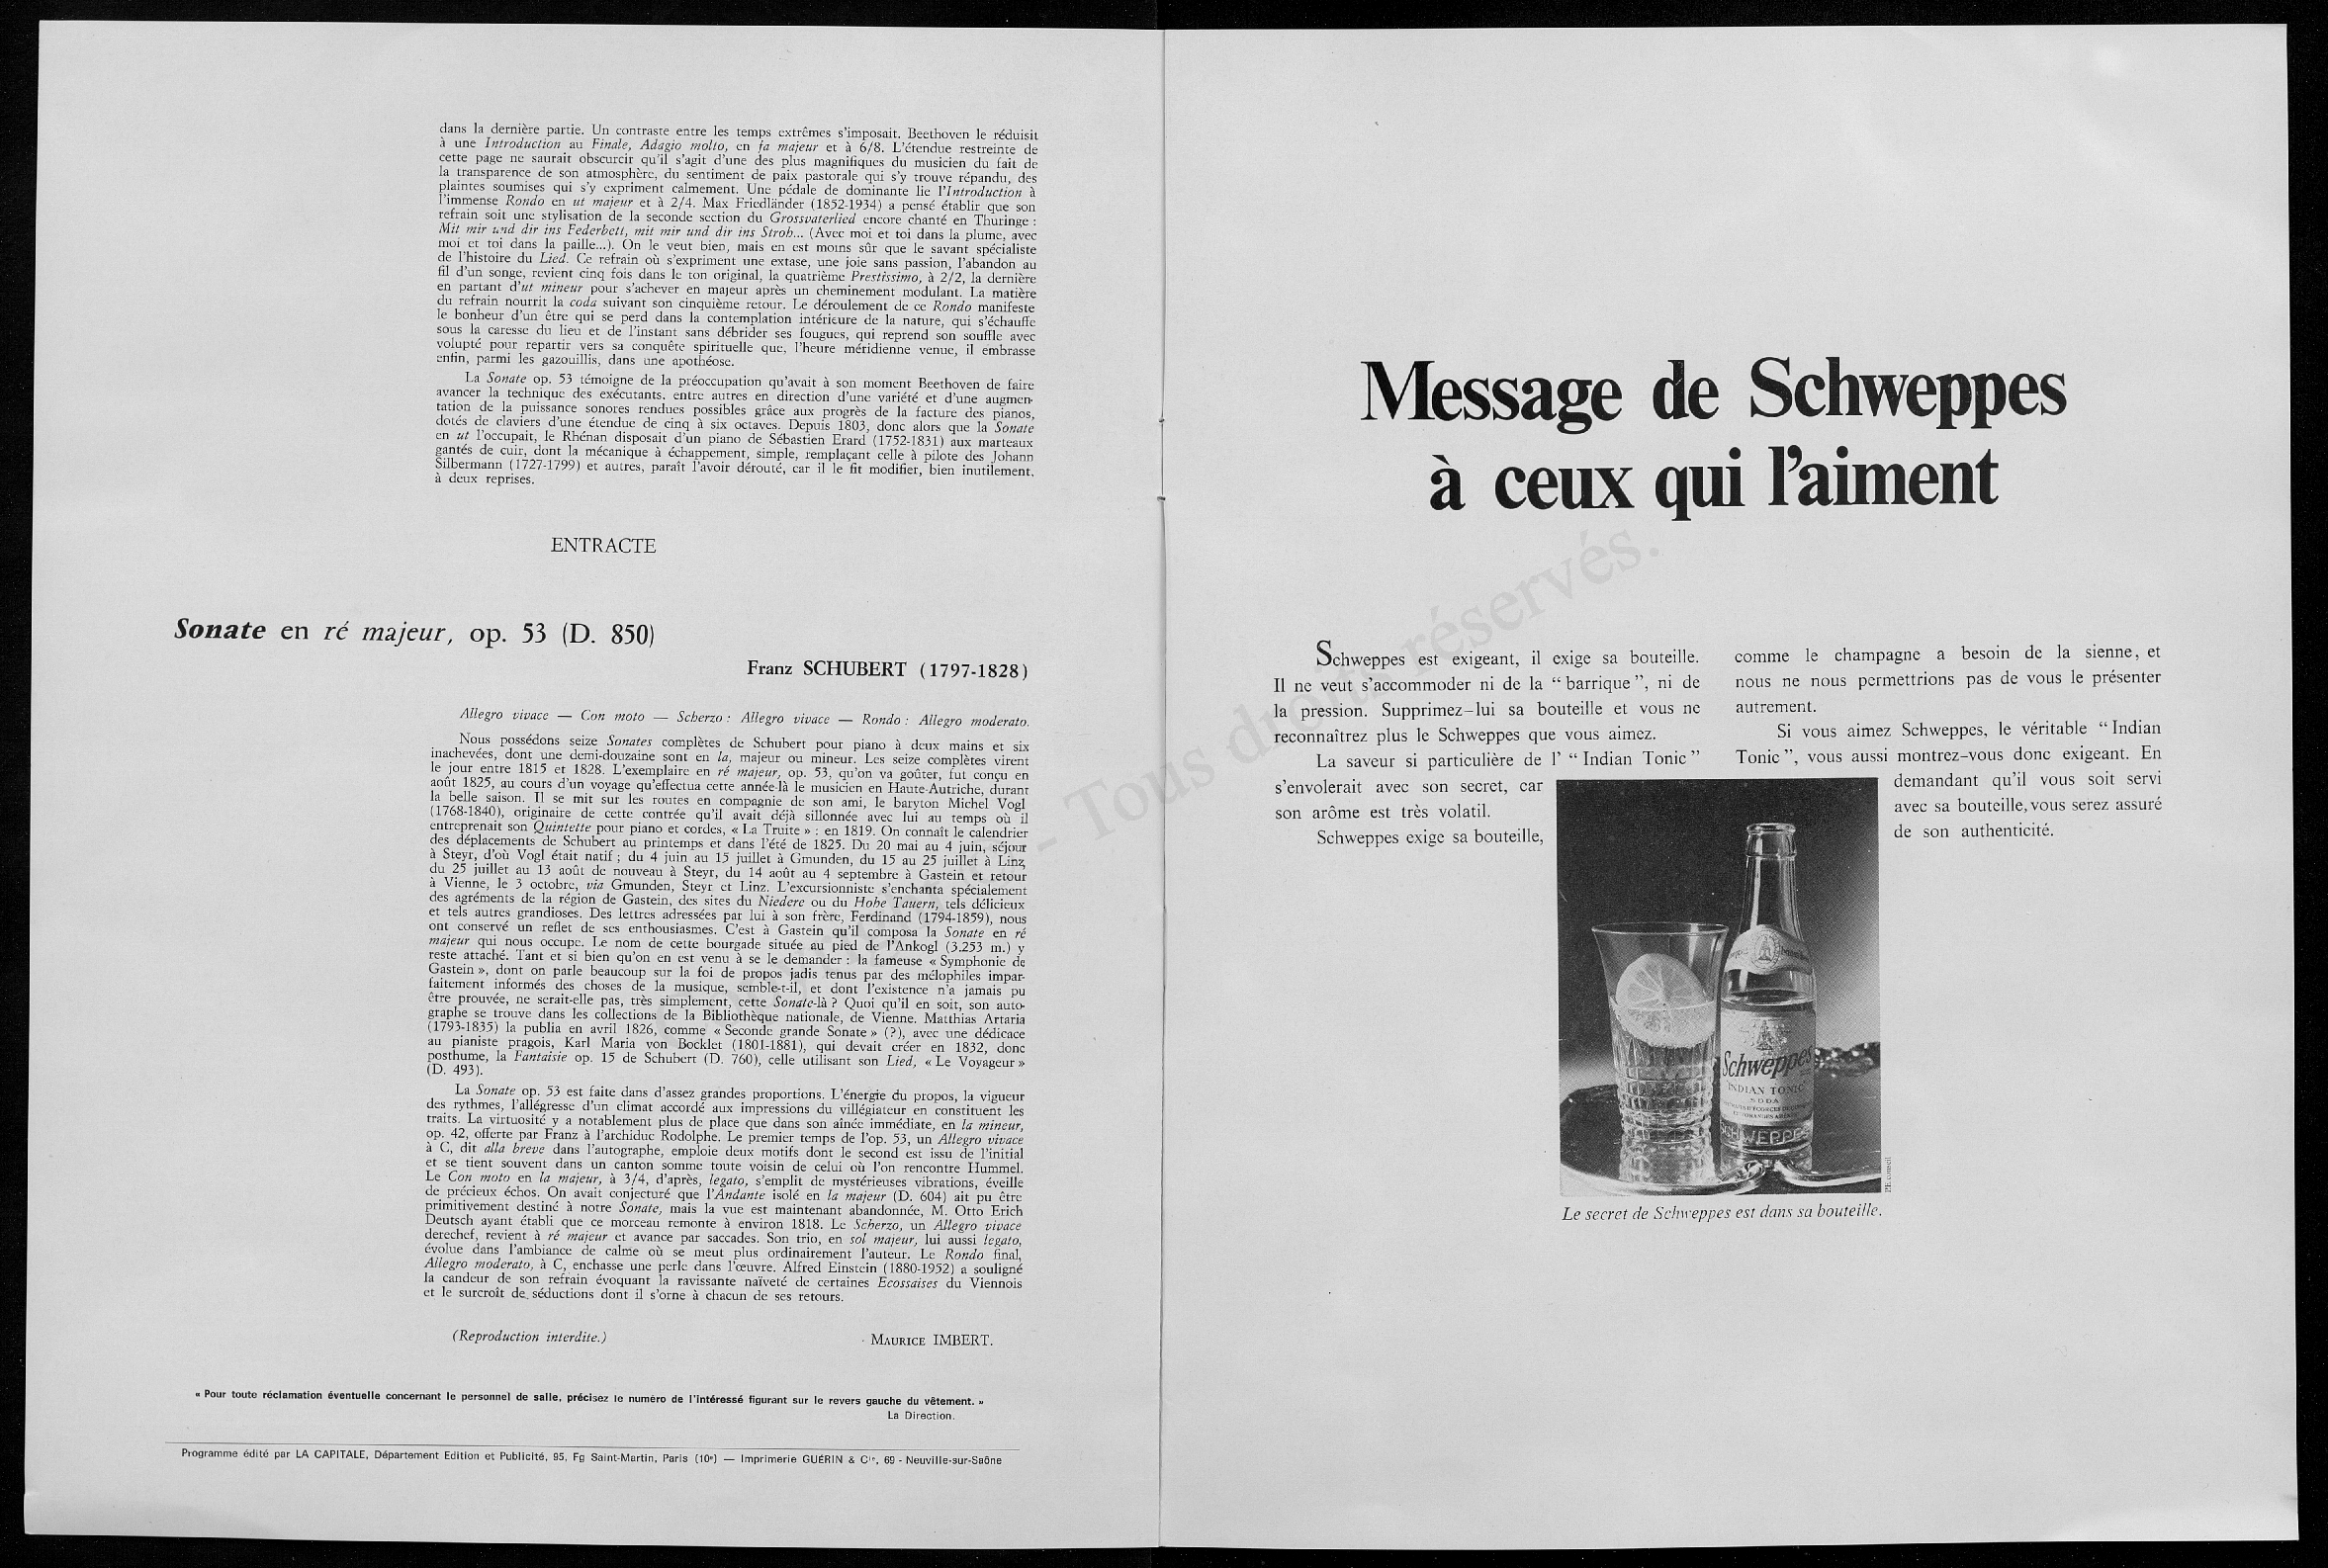 dans la dernière partie. Un contraste entre les temps extrêmes s'imposait. Beethoven le réduisit
à une Introduction au Finale, Adagio molto, en fa majeur et à 6/8. L'étendue restreinte de
cette page ne saurait obscurcir qu'il s'agit d'une des plus magnifiques du musicien du fait de
la transparence de son atmosphère, du sentiment de paix pastorale qui s'y trouve répandu, des
plaintes soumises qui s'y expriment calmement. Une pédale de dominante lie l'Introduction à
l'immense Rondo en ut majeur et à 2/4. Max Friedländer (1852-1934) a pensé établir que son
refrain soit une stylisation de la seconde section du Grossvaterlied encore chanté en Thuringe :
Mit mir und dir ins Federbett, mit mir und dir ins Stroh... (Avec moi et toi dans la plume, avec
moi et toi dans la paille...). On le veut bien, mais en est moins sûr que le savant spécialiste
de l'histoire du Lied. Ce refrain où s'expriment une extase, une joie sans passion, l'abandon au
fil d'un songe, revient cinq fois dans le ton original, la quatrième Prestissimo, à 2/2, la dernière
en partant d'ut mineur pour s'achever en majeur après un cheminement modulant. La matière
du refrain nourrit la coda suivant son cinquième retour. Le déroulement de ce Rondo manifeste
le bonheur d'un être qui se perd dans la contemplation intérieure de la nature, qui s'échauffe
sous la caresse du lieu et de l'instant sans débrider ses fougues, qui reprend son souffle avec
volupté pour repartir vers sa conquête spirituelle que, l'heure méridienne venue, il embrasse
enfin, parmi les gazouillis, dans une apothéose.
La Sonate op. 53 témoigne de la préoccupation qu'avait à son moment Beethoven de faire
avancer la technique des exécutants. entre autres en direction d'une variété et d'une augmen-
tation de la puissance sonores rendues possibles grâce aux progrès de la facture des pianos,
dotés de claviers d'une étendue de cinq à six octaves. Depuis 1803, donc alors que la Sonate
en ut l'occupait, le Rhénan disposait d'un piano de Sébastien Erard (1752-1831) aux marteaux
gantés de cuir, dont la mécanique à échappement, simple, remplaçant celle à pilote des Johann
Silbermann (1727-1799) et autres, paraît l'avoir dérouté, car il le fit modifier, bien inutilement,
à deux reprises.
ENTRACTE
Sonate en ré majeur, op. 53 (D. 850)
Franz SCHUBERT (1797-1828)
Allegro vivace — Con moto — Scherzo : Allegro vivace — Rondo : Allegro moderato.
Nous possédons seize Sonates complètes de Schubert pour piano à deux mains et six
inachevées, dont une demi-douzaine sont en la, majeur ou mineur. Les seize complètes virent
le jour entre 1815 et 1828. L'exemplaire en ré majeur, op. 53, qu'on va goûter, fut conçu en
août 1825, au cours d'un voyage qu'effectua cette année-là le musicien en Haute-Autriche, durant
la belle saison. Il se mit sur les routes en compagnie de son ami, le baryton Michel Vogl
(1768-1840), originaire de cette contrée qu'il avait déjà sillonnée avec lui au temps où il
entreprenait son Quintette pour piano et cordes, « La Truite » : en 1819. On connaît le calendrier
des déplacements de Schubert au printemps et dans l'été de 1825. Du 20 mai au 4 juin, séjour
à Steyr, d'où Vogl était natif ; du 4 juin au 15 juillet à Gmunden, du 15 au 25 juillet à Linz,
du 25 juillet au 13 août de nouveau à Steyr, du 14 août au 4 septembre à Gastein et retour
à Vienne, le 3 octobre, via Gmunden, Steyr et Linz. L'excursionniste s'enchanta spécialement
des agréments de la région de Gastein, des sites du Niedere ou du Hohe Tauern, tels délicieux
et tels autres grandioses. Des lettres adressées par lui à son frère, Ferdinand (1794-1859), nous
ont conservé un reflet de ses enthousiasmes. C'est à Gastein qu'il composa la Sonate en ré
majeur qui nous occupe. Le nom de cette bourgade située au pied de l'Ankogl (3.253 m.) y
reste attaché. Tant et si bien qu'on en est venu à se le demander : la fameuse « Symphonie de
Gastein », dont on parle beaucoup sur la foi de propos jadis tenus par des mélophiles impar-
faitement informés des choses de la musique, semble-t-il, et dont l'existence n'a jamais pu
être prouvée, ne serait-elle pas, très simplement, cette Sonate-là ? Quoi qu'il en soit, son auto-
graphe se trouve dans les collections de la Bibliothèque nationale, de Vienne. Matthias Artaria
(1793-1835) la publia en avril 1826, comme « Seconde grande Sonate » (?), avec une dédicace
au pianiste pragois, Karl Maria von Bocklet (1801-1881), qui devait créer en 1832, donc
posthume, la Fantaisie op. 15 de Schubert (D. 760), celle utilisant son Lied, « Le Voyageur »
(D. 493).
La Sonate op. 53 est faite dans d'assez grandes proportions. L'énergie du propos, la vigueur
des rythmes, l'allégresse d'un climat accordé aux impressions du villégiateur en constituent les
traits. La virtuosité y a notablement plus de place que dans son aînée immédiate, en la mineur,
op. 42, offerte par Franz à l'archiduc Rodolphe. Le premier temps de l'op. 53, un Allegro vivace
à C, dit alla breve dans l'autographe, emploie deux motifs dont le second est issu de l'initial
et se tient souvent dans un canton somme toute voisin de celui où l'on rencontre Hummel.
Le Con moto en la majeur, à 3/4, d'après, legato, s'emplit de mystérieuses vibrations, éveille
de précieux échos. On avait conjecturé que l'Andante isolé en la majeur (D. 604) ait pu être
primitivement destiné à notre Sonate, mais la vue est maintenant abandonnée, M. Otto Erich
Deutsch ayant établi que ce morceau remonte à environ 1818. Le Scherzo, un Allegro vivace
derechef, revient à ré majeur et avance par saccades. Son trio, en sol majeur, lui aussi legato,
évolue dans l'ambiance de calme où se meut plus ordinairement l'auteur. Le Rondo final,
Allegro moderato, à C, enchasse une perle dans l'œuvre. Alfred Einstein (1880-1952) a souligné
la candeur de son refrain évoquant la ravissante naïveté de certaines Ecossaises du Viennois
et le surcroît de séductions dont il s'orne à chacun de ses retours.
(Reproduction interdite.) Maurice IMBERT.
« Pour toute réclamation éventuelle concernant le personnel de salle, précisez le numéro de l'intéressé figurant sur le revers gauche du vêtement. »
La Direction.
Programme édité par LA CAPITALE, Département Edition et Publicité, 95, Fg Saint-Martin, Paris (10e) — Imprimerie GUÉRIN & Cie, 69 - Neuville-sur-Saône
Message de Schweppes
à ceux qui l'aiment
Schweppes est exigeant, il exige sa bouteille.
Il ne veut s'accommoder ni de la “ barrique ”, ni de
la pression. Supprimez-lui sa bouteille et vous ne
reconnaîtrez plus le Schweppes que vous aimez.
La saveur si particulière de l' “ Indian Tonic ”
s'envolerait avec son secret, car
son arôme est très volatil.
Schweppes exige sa bouteille,
comme le champagne a besoin de la sienne, et
nous ne nous permettrions pas de vous le présenter
autrement.
Si vous aimez Schweppes, le véritable “ Indian
Tonic ”, vous aussi montrez-vous donc exigeant. En
demandant qu'il vous soit servi
avec sa bouteille, vous serez assuré
de son authenticité.
Schweppes
INDIAN TONIC
SODA
SCHWEPPES
Le secret de Schweppes est dans sa bouteille.
- Tous droits réservés.